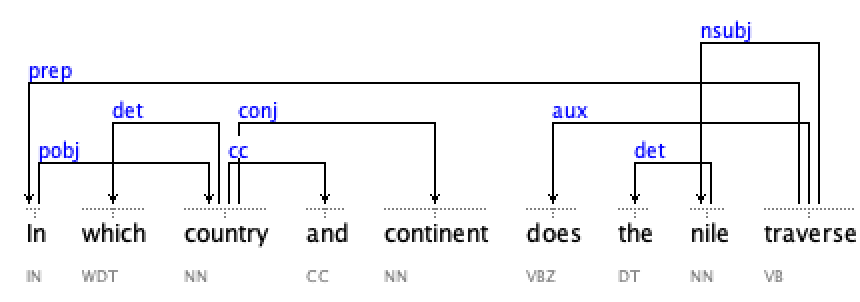 nsubj
prep
det conj aux
pobj cc det
In which country and continent does the nile traverse
IN WDT NN CC NN VBZ DT NN VB